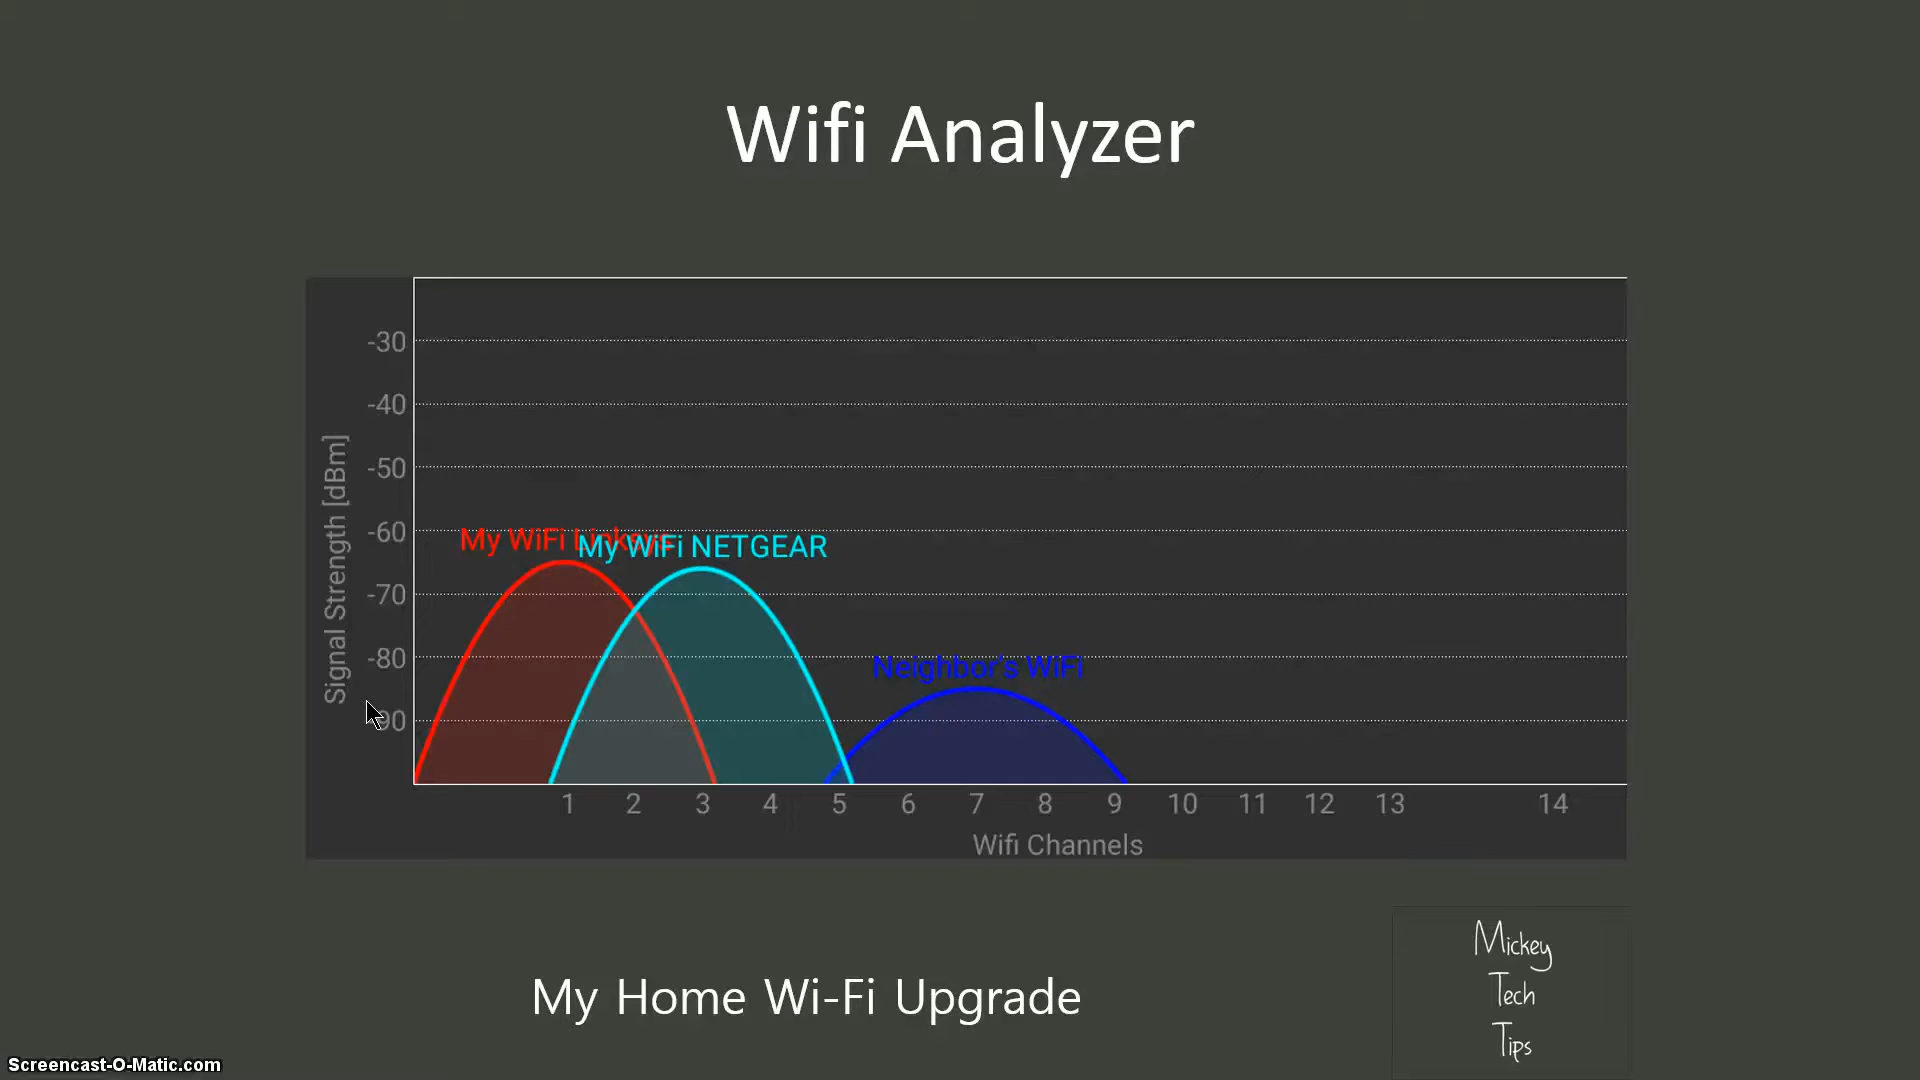 Wifi Analyzer
-30
-40
-50
-60
-70
-80
-90
Signal Strength [dBm]
My WiFi Linksys
My WiFi NETGEAR
Neighbor's WiFi
1 2 3 4 5 6 7 8 9 10 11 12 13 14
Wifi Channels
My Home Wi-Fi Upgrade
Mickey
Tech
Tips
Screencast-O-Matic.com